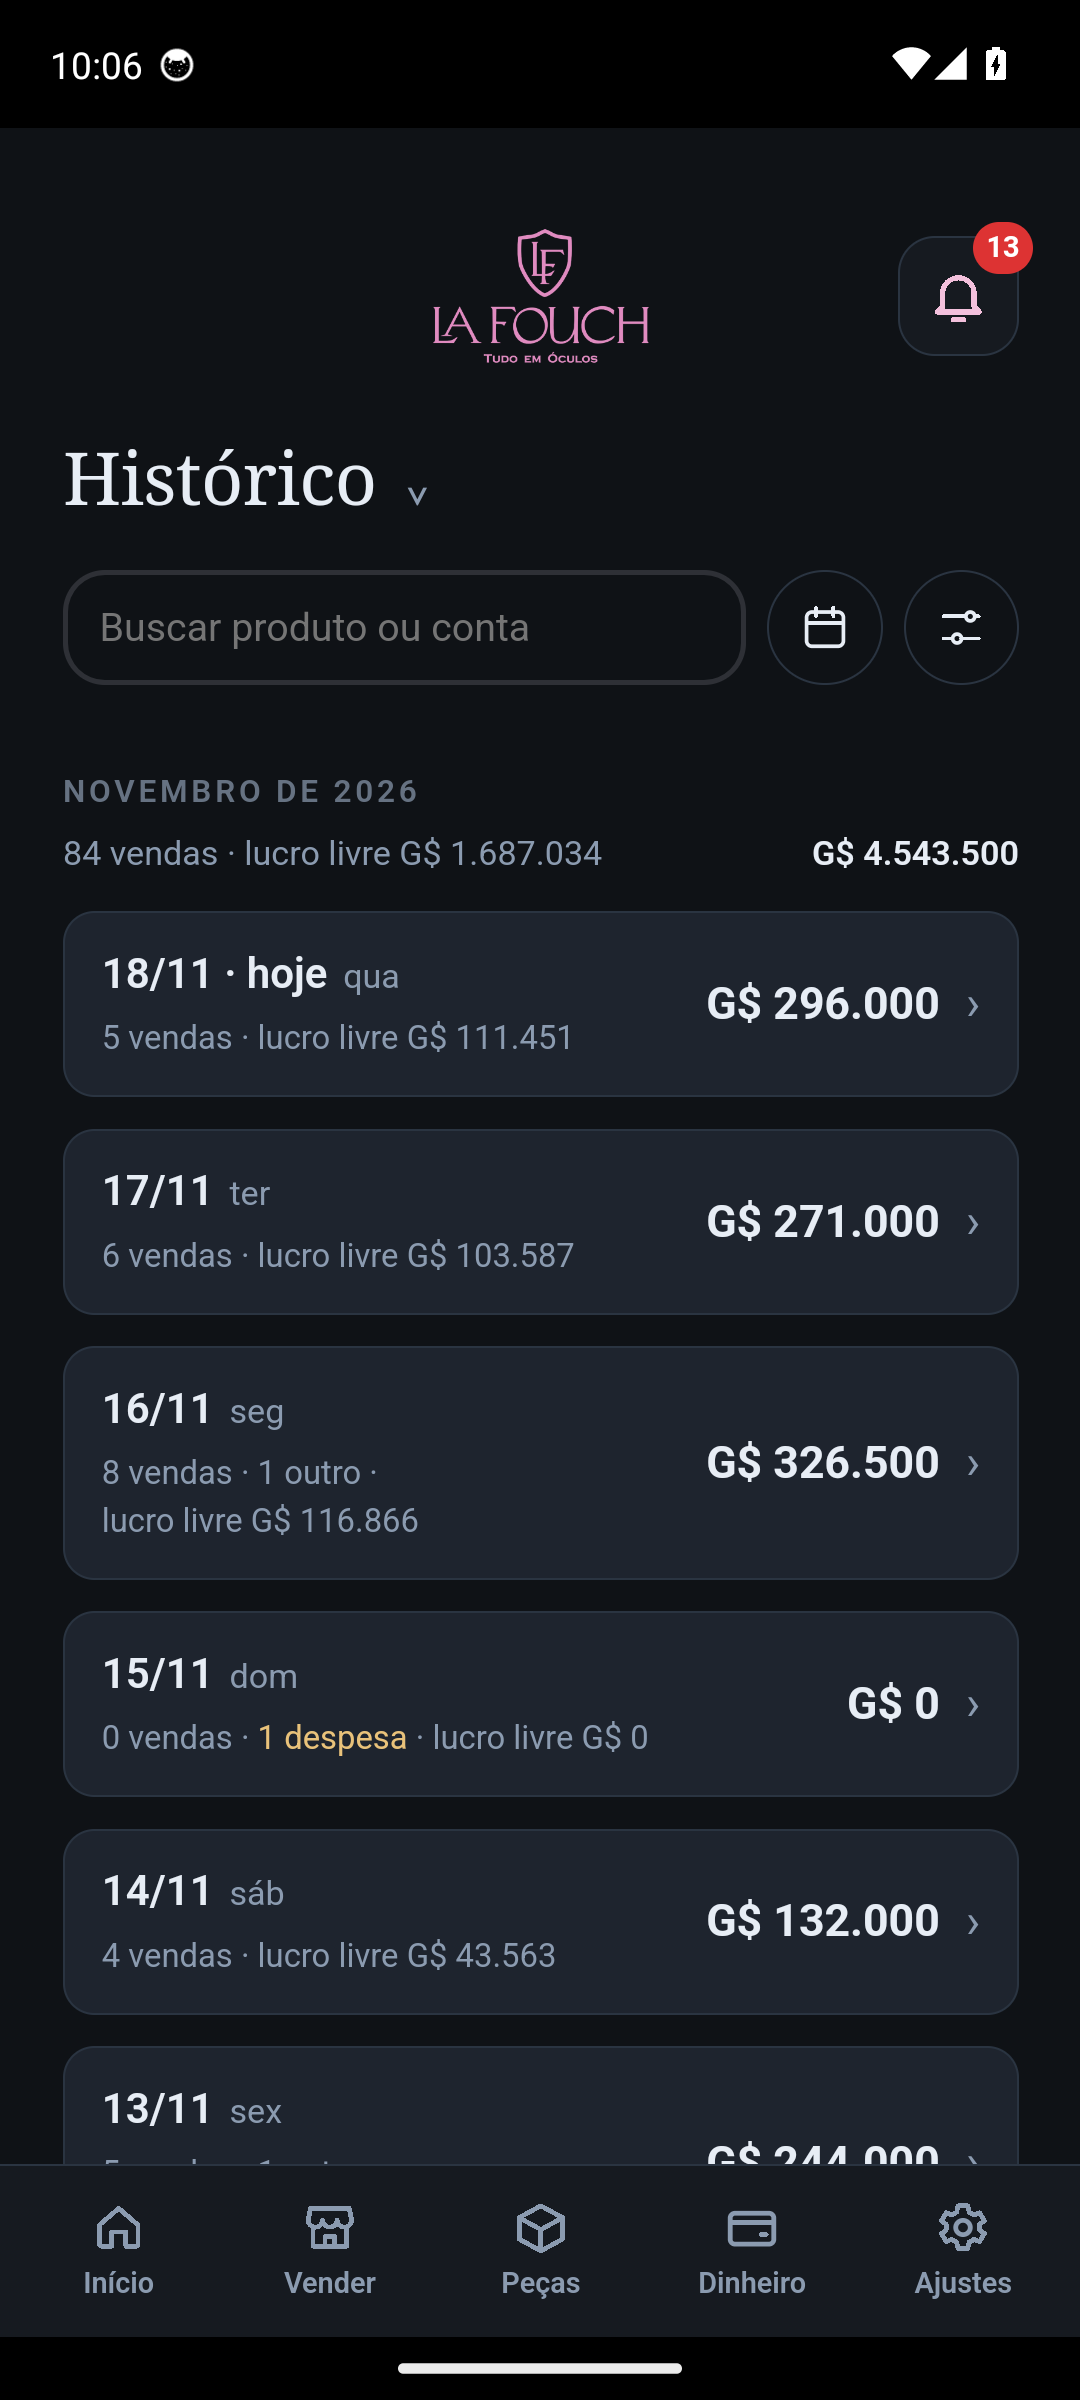 10:06
LF
LA FOUCH
TUDO EM ÓCULOS
13
Histórico
Buscar produto ou conta
NOVEMBRO DE 2026
84 vendas · lucro livre G$ 1.687.034
G$ 4.543.500
18/11 · hoje qua
5 vendas · lucro livre G$ 111.451
G$ 296.000 ›
17/11 ter
6 vendas · lucro livre G$ 103.587
G$ 271.000 ›
16/11 seg
8 vendas · 1 outro ·
lucro livre G$ 116.866
G$ 326.500 ›
15/11 dom
0 vendas · 1 despesa · lucro livre G$ 0
G$ 0 ›
14/11 sáb
4 vendas · lucro livre G$ 43.563
G$ 132.000 ›
13/11 sex
G$ 244.000 ›
Início
Vender
Peças
Dinheiro
Ajustes